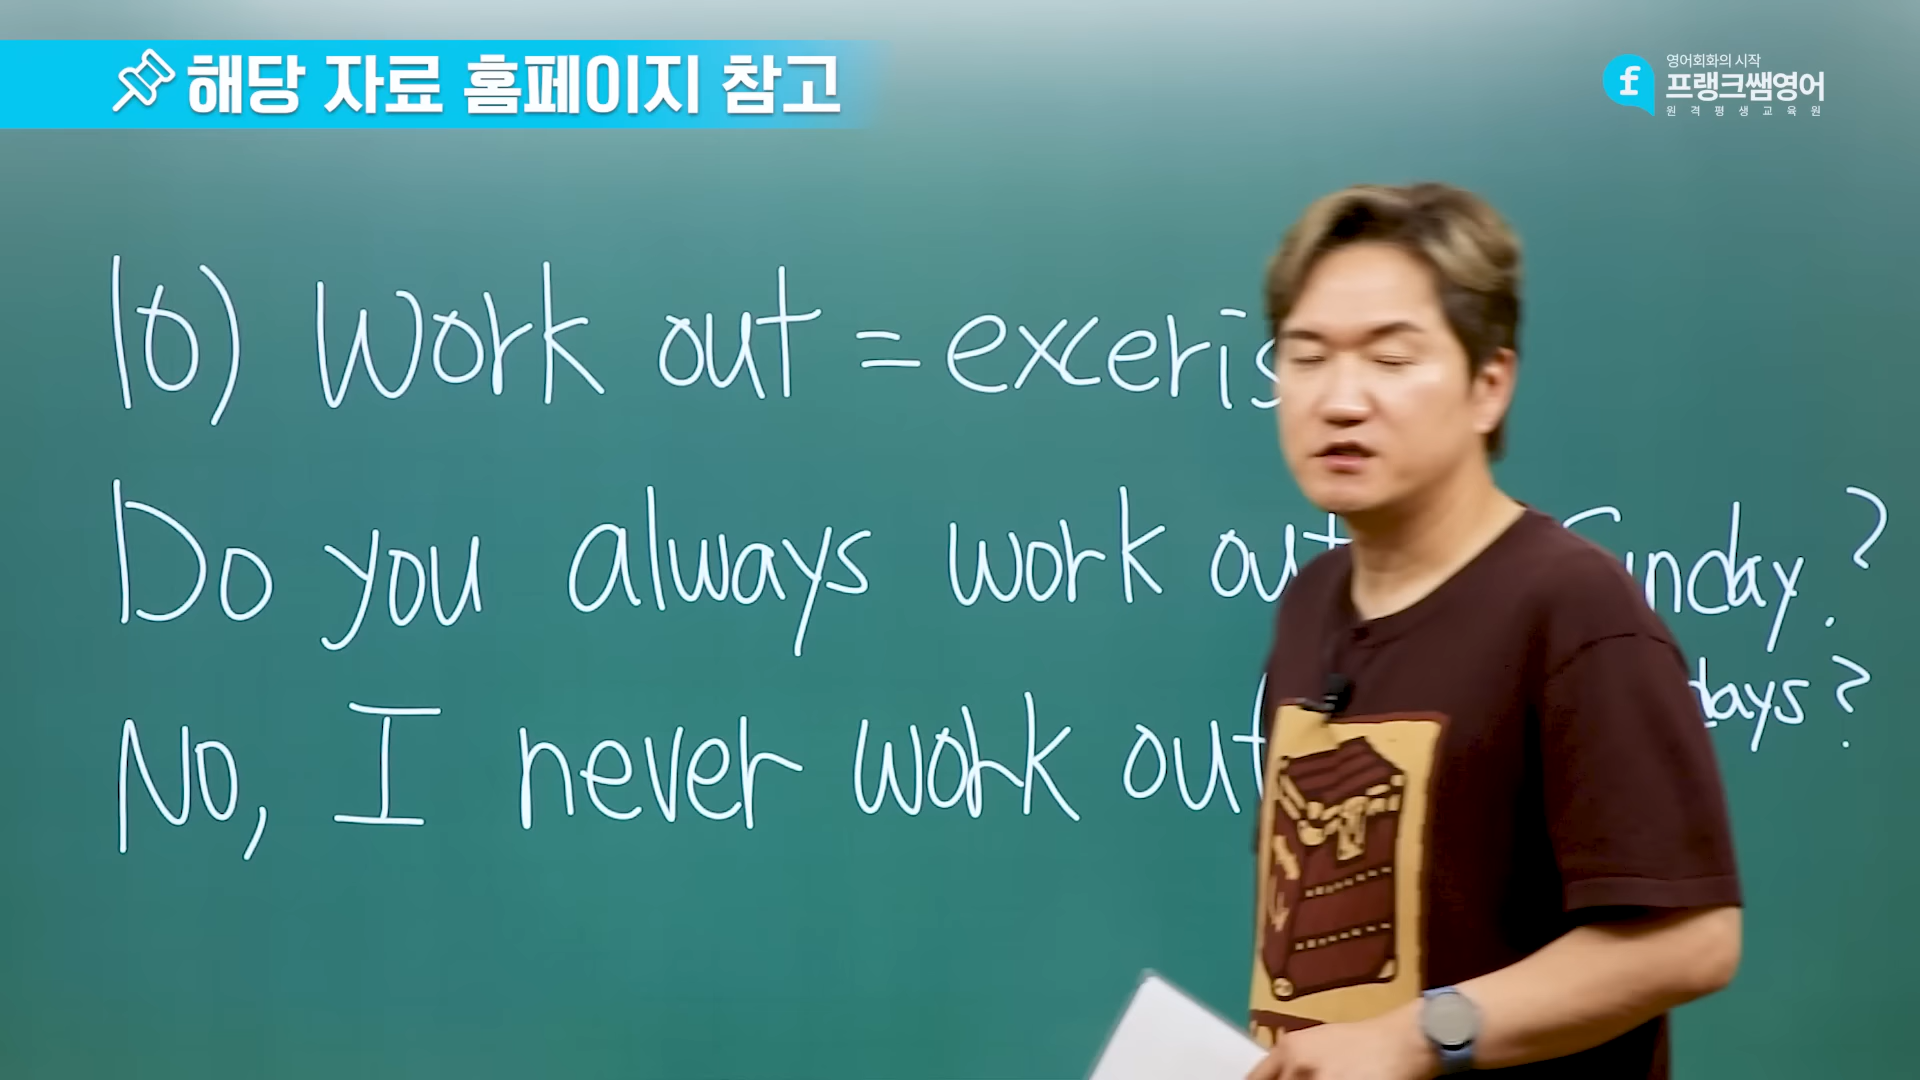 해당 자료 홈페이지 참고
영어회화의 시작
프랭크쌤영어
원격평생교육원
10) Work out = exceris
Do you always work out unday?
days?
No, I never work out